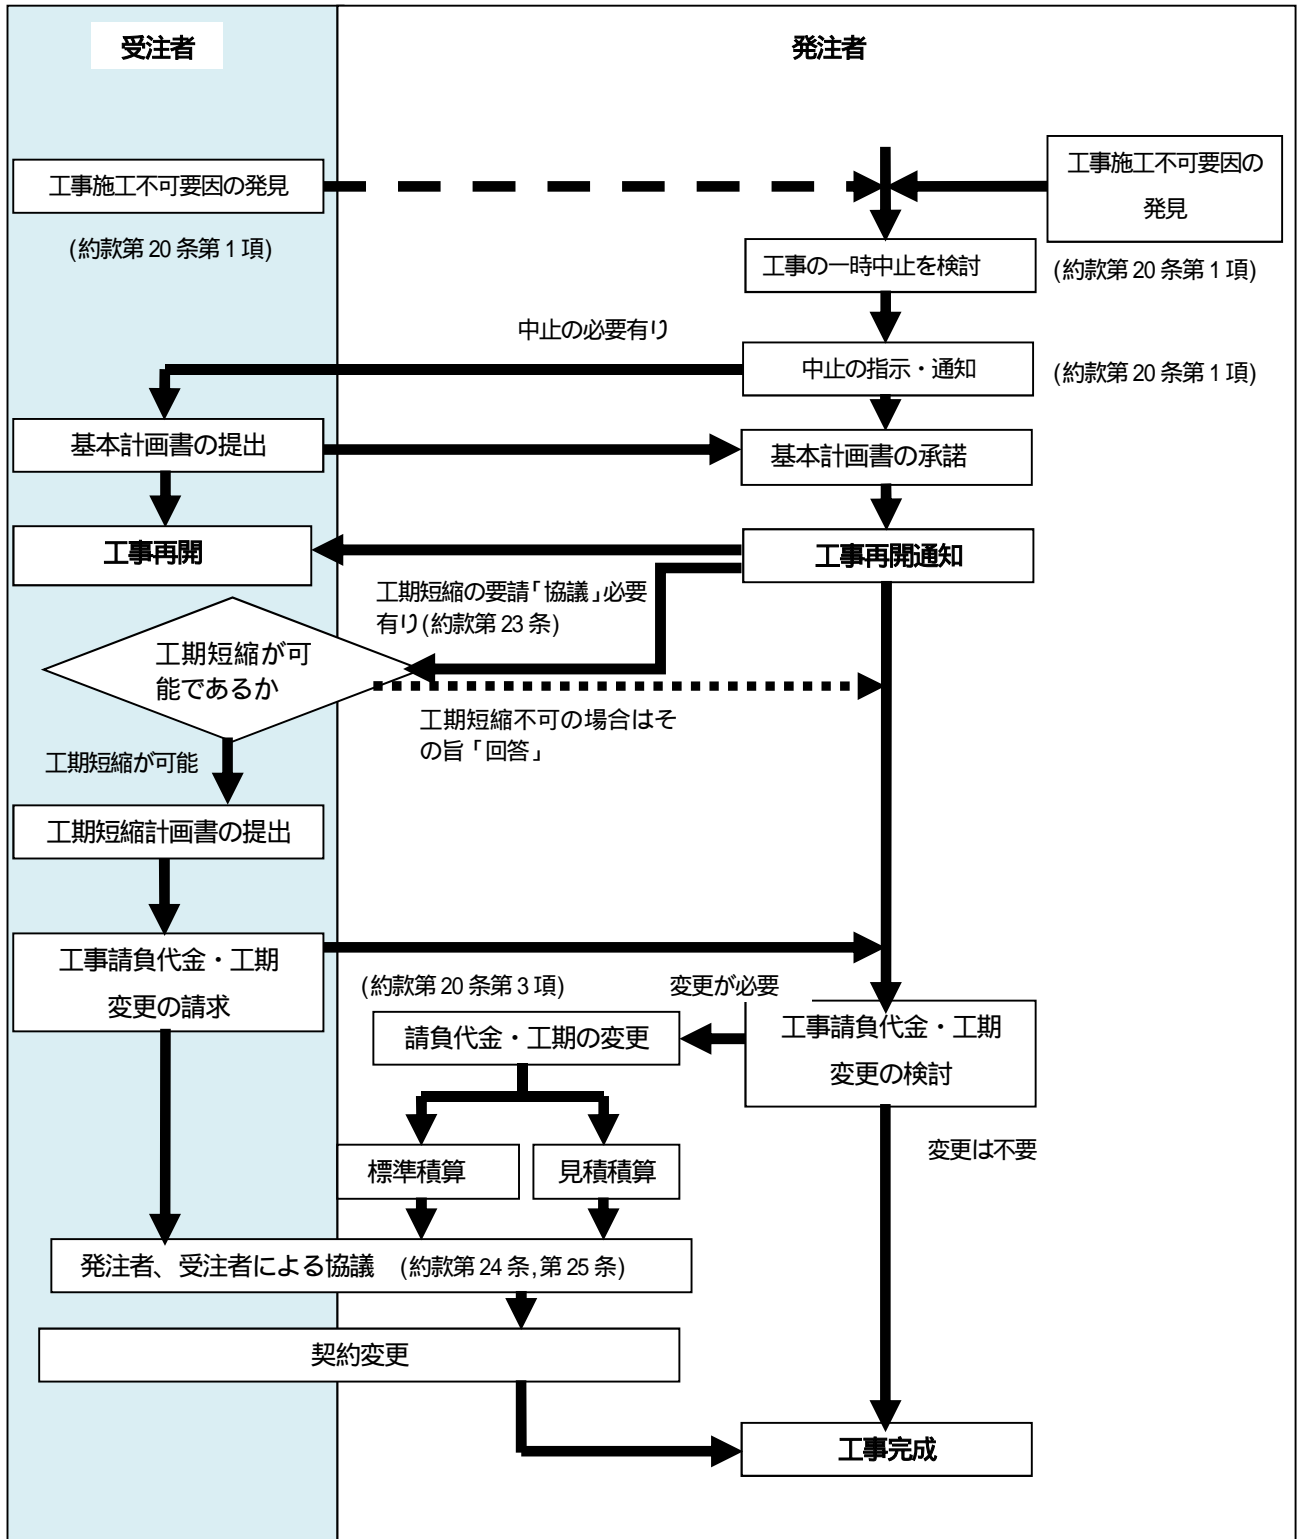 受注者
発注者
工事施工不可要因の発見
(約款第20条第1項)
工事施工不可要因の
発見
(約款第20条第1項)
工事の一時中止を検討
中止の必要有り
中止の指示・通知
(約款第20条第1項)
基本計画書の提出
基本計画書の承諾
工事再開
工事再開通知
工期短縮の要請「協議」必要
有り(約款第23条)
工期短縮が可
能であるか
工期短縮不可の場合はそ
の旨「回答」
工期短縮が可能
工期短縮計画書の提出
工事請負代金・工期
変更の請求
(約款第20条第3項)
変更が必要
請負代金・工期の変更
工事請負代金・工期
変更の検討
標準積算
見積積算
変更は不要
発注者、受注者による協議 (約款第24条,第25条)
契約変更
工事完成